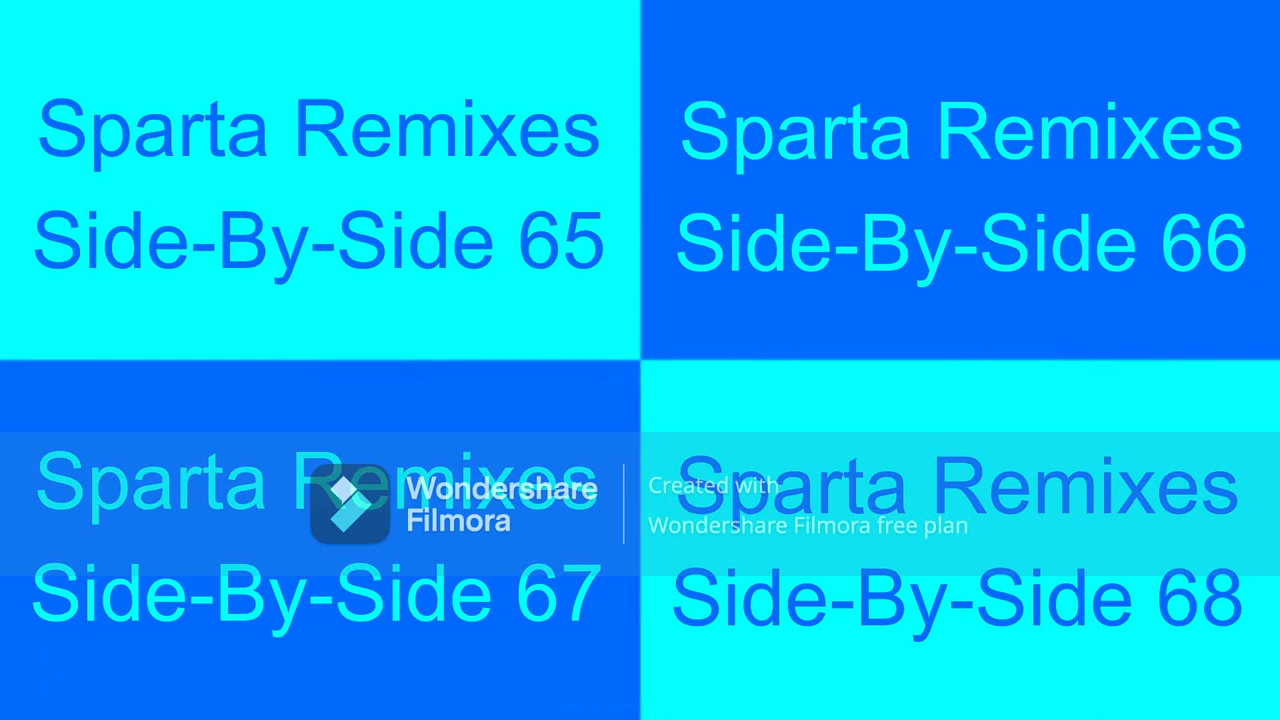 Sparta Remixes
Side-By-Side 65
Sparta Remixes
Side-By-Side 66
Sparta Remixes
Side-By-Side 67
Wondershare
Filmora
Created with
Wondershare Filmora free plan
Sparta Remixes
Side-By-Side 68